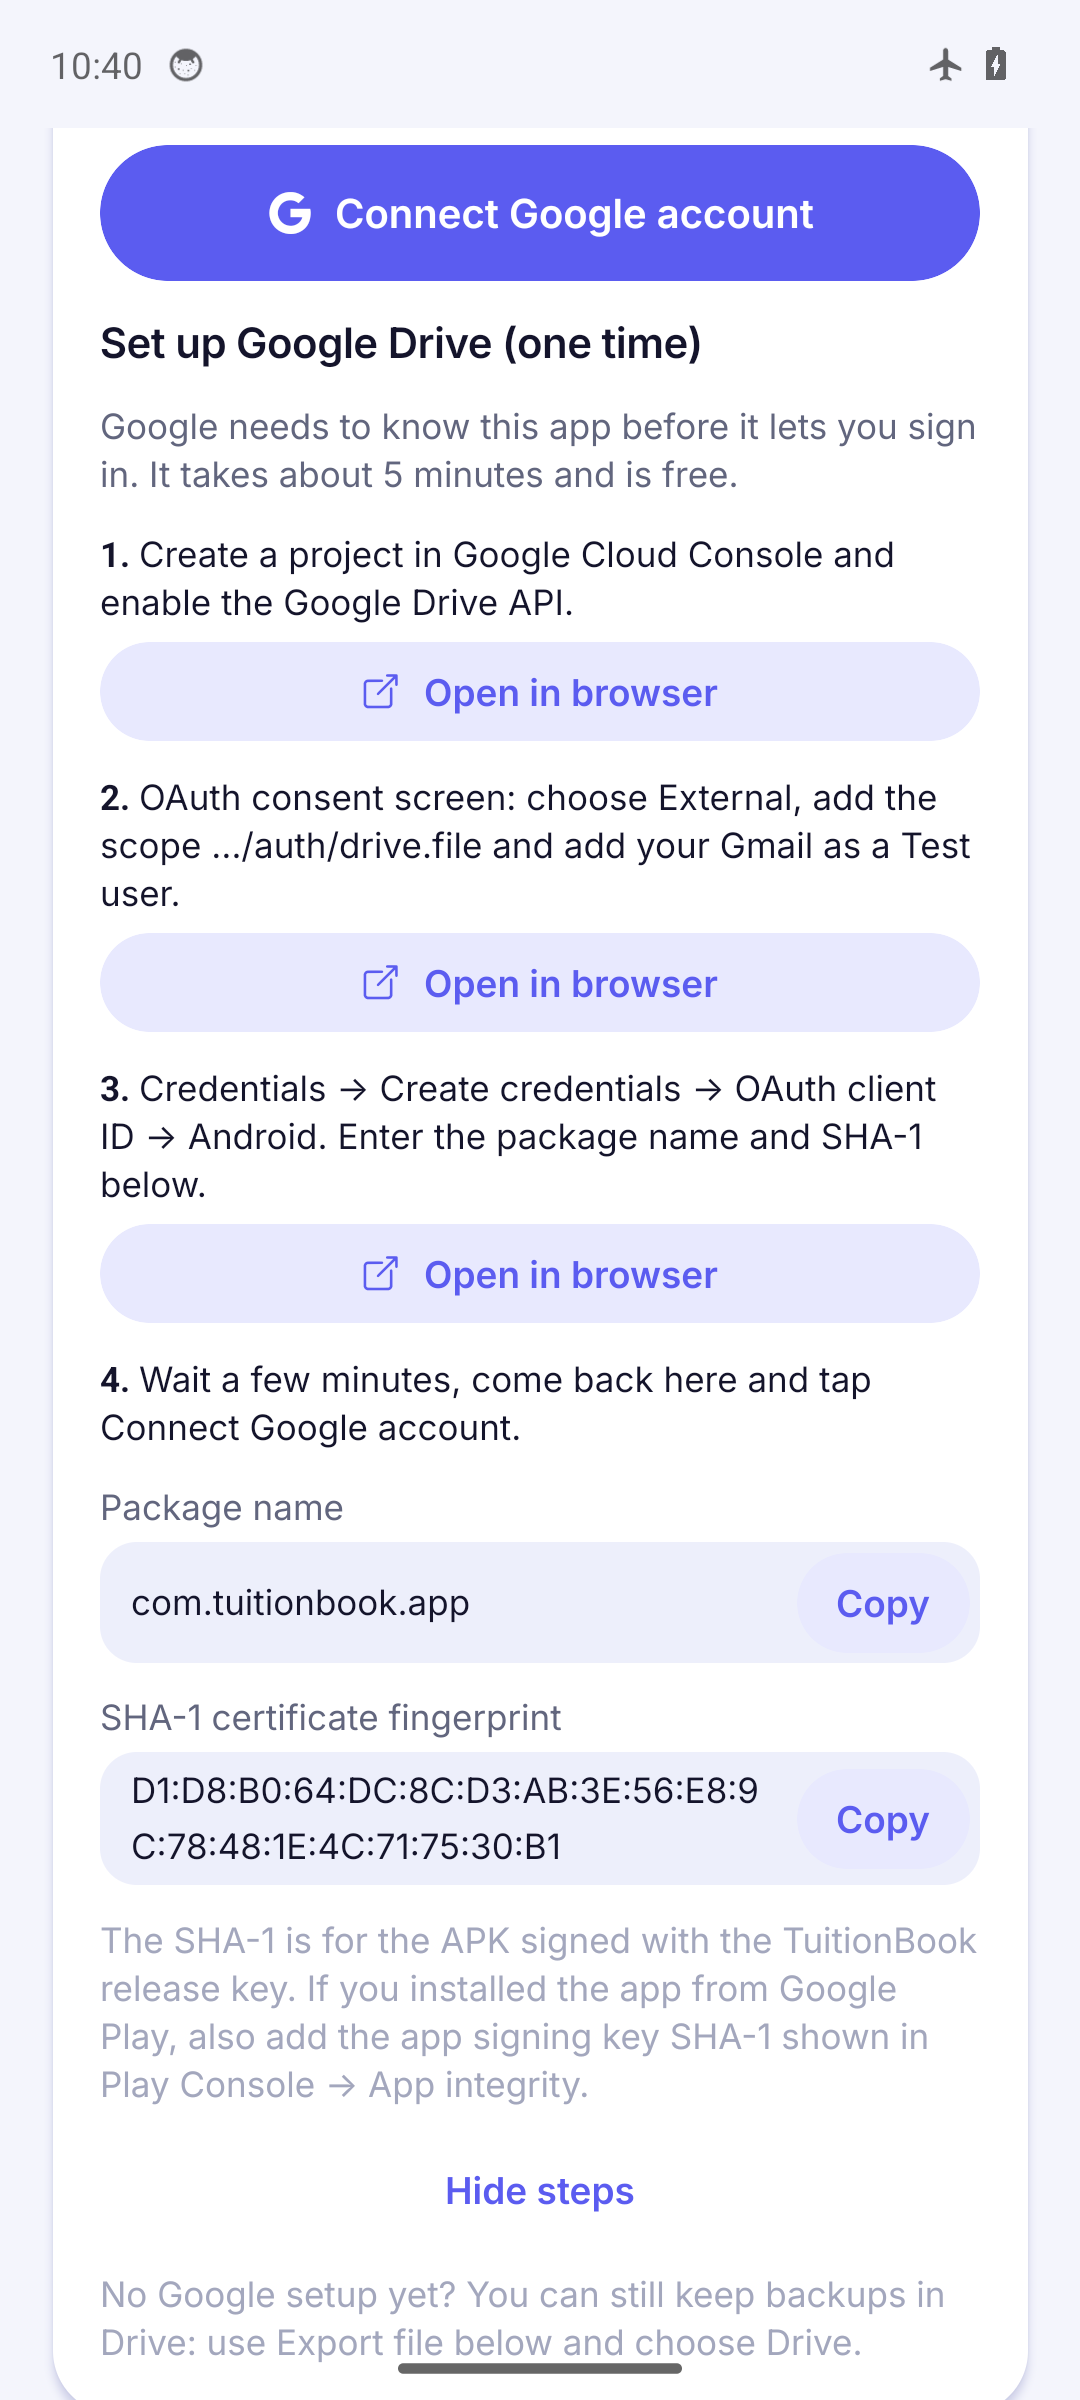 10:40
Connect Google account
Set up Google Drive (one time)
Google needs to know this app before it lets you sign
in. It takes about 5 minutes and is free.
1. Create a project in Google Cloud Console and
enable the Google Drive API.
Open in browser
2. OAuth consent screen: choose External, add the
scope .../auth/drive.file and add your Gmail as a Test
user.
Open in browser
3. Credentials → Create credentials → OAuth client
ID → Android. Enter the package name and SHA-1
below.
Open in browser
4. Wait a few minutes, come back here and tap
Connect Google account.
Package name
com.tuitionbook.app
Copy
SHA-1 certificate fingerprint
D1:D8:B0:64:DC:8C:D3:AB:3E:56:E8:9
C:78:48:1E:4C:71:75:30:B1
Copy
The SHA-1 is for the APK signed with the TuitionBook
release key. If you installed the app from Google
Play, also add the app signing key SHA-1 shown in
Play Console → App integrity.
Hide steps
No Google setup yet? You can still keep backups in
Drive: use Export file below and choose Drive.